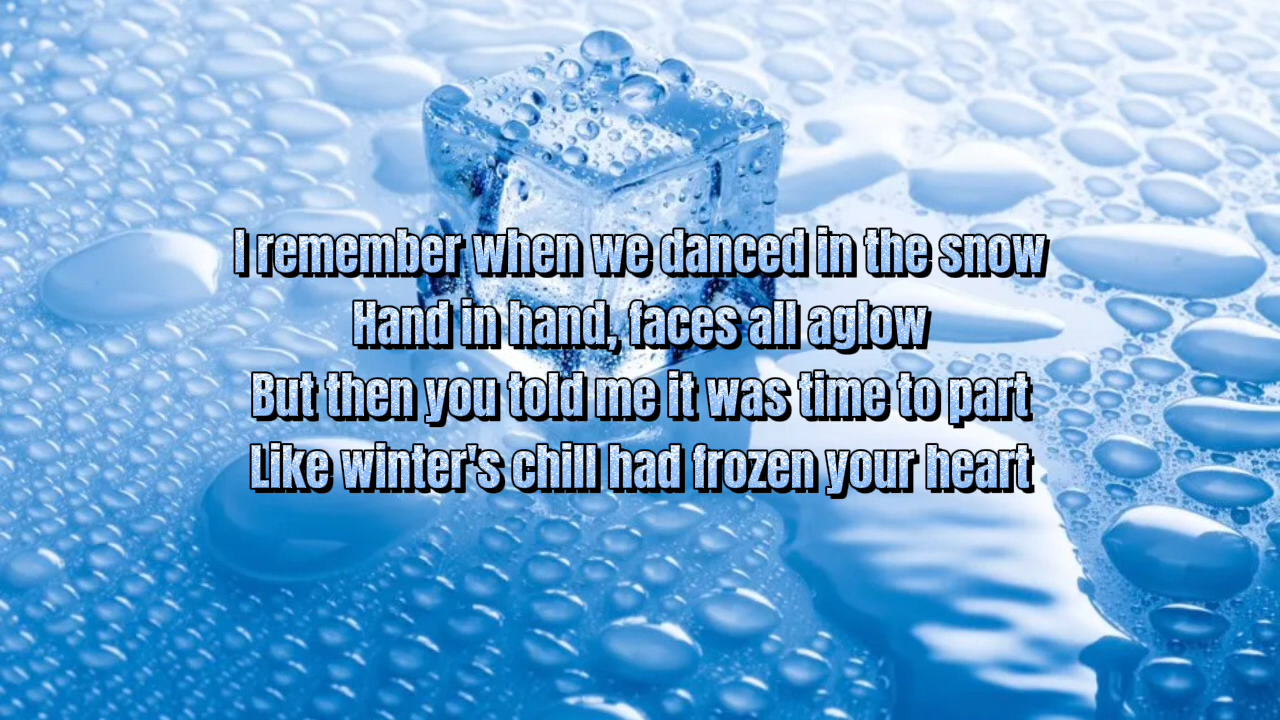 I remember when we danced in the snow
Hand in hand, faces all aglow
But then you told me it was time to part
Like winter's chill had frozen your heart